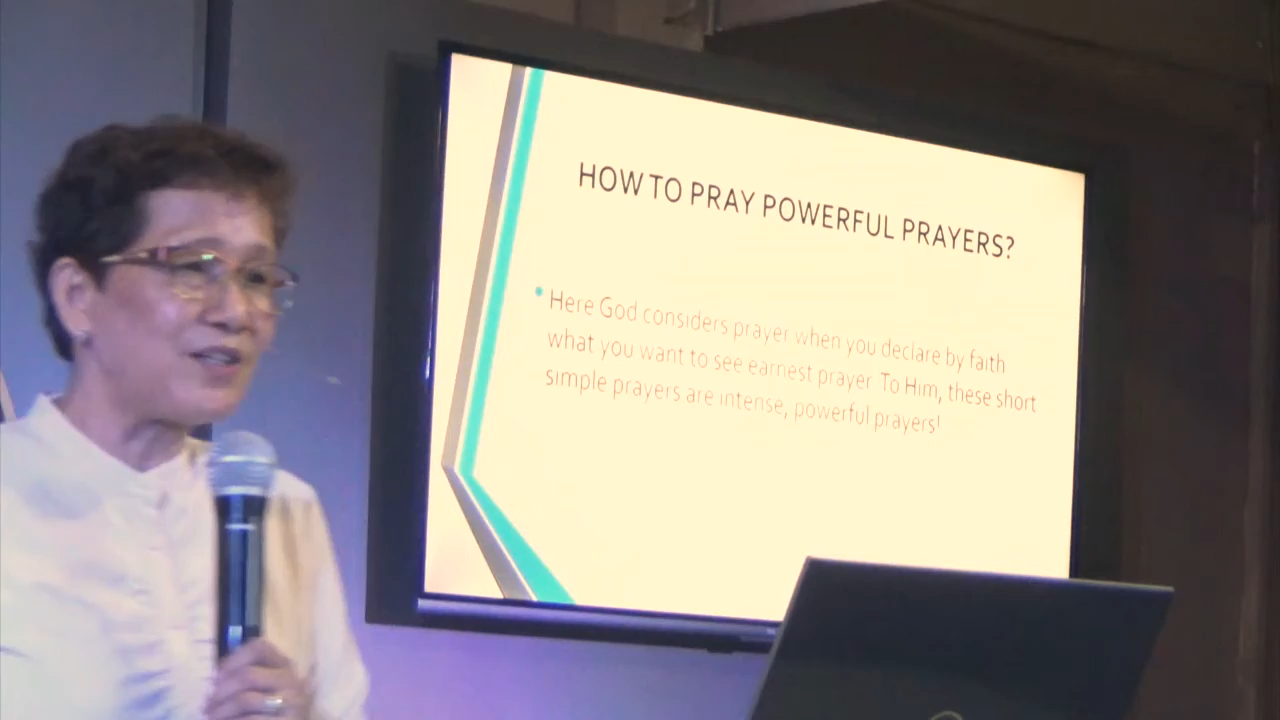 HOW TO PRAY POWERFUL PRAYERS?
Here God considers prayer when you declare by faith
what you want to see earnest prayer To Him, these short
simple prayers are intense, powerful prayers!